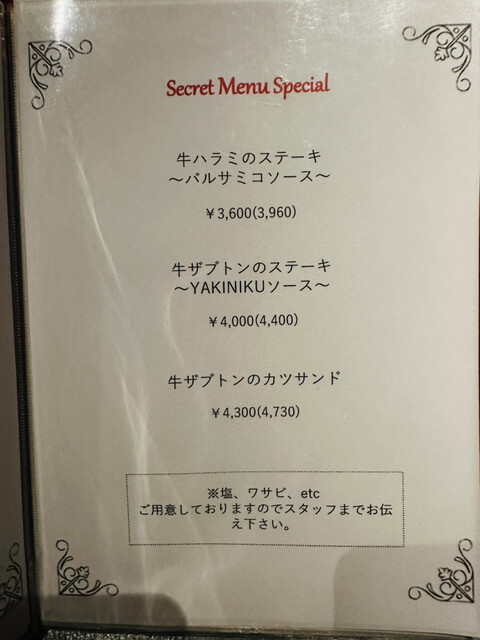 Secret Menu Special
牛ハラミのステーキ
～バルサミコソース～
￥3,600(3,960)
牛ザブトンのステーキ
～YAKINIKUソース～
￥4,000(4,400)
牛ザブトンのカツサンド
￥4,300(4,730)
※塩、ワサビ、etc
ご用意しておりますのでスタッフまでお伝
え下さい。